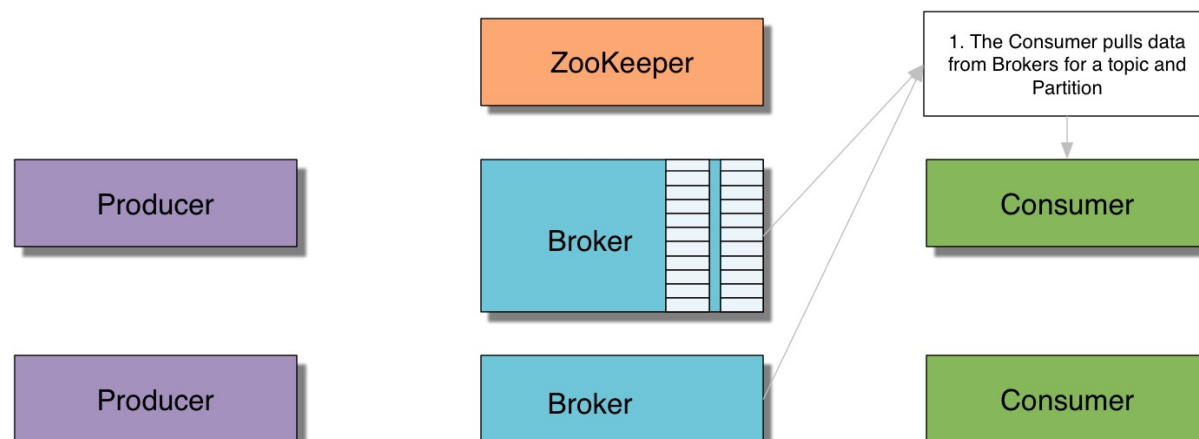 ZooKeeper
1. The Consumer pulls data
from Brokers for a topic and
Partition
Producer
Broker
Consumer
Producer
Broker
Consumer